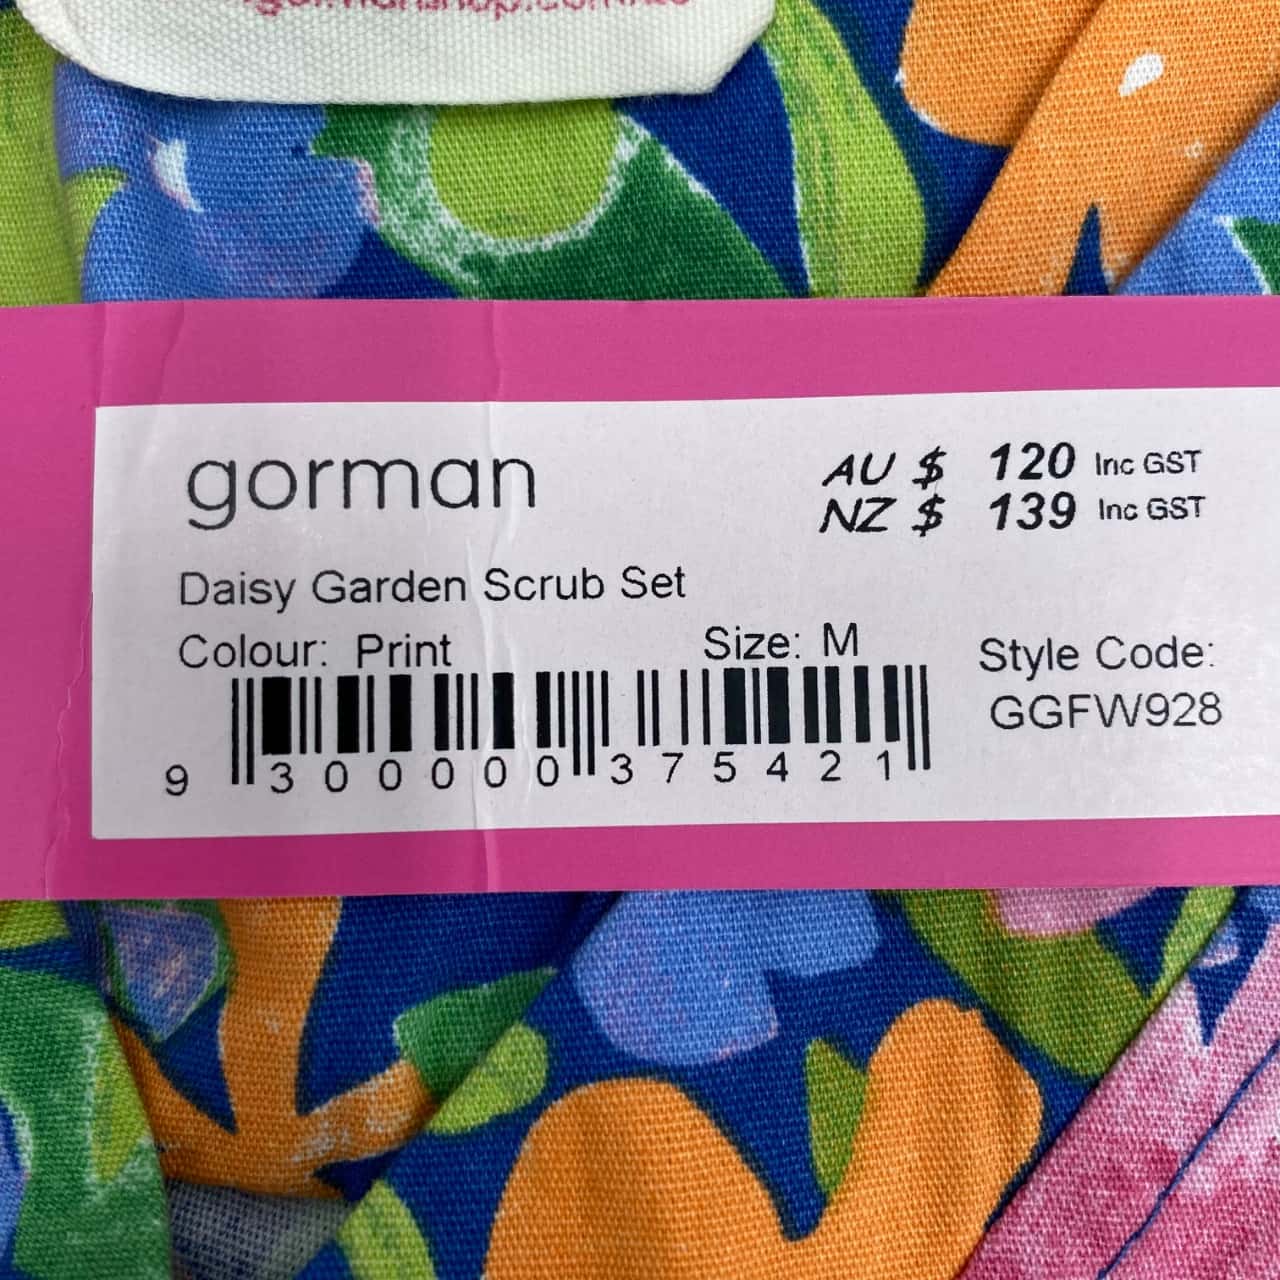 gorman
AU $ 120 Inc GST
NZ $ 139 Inc GST
Daisy Garden Scrub Set
Colour: Print
Size: M
Style Code:
GGFW928
9 300000 375421